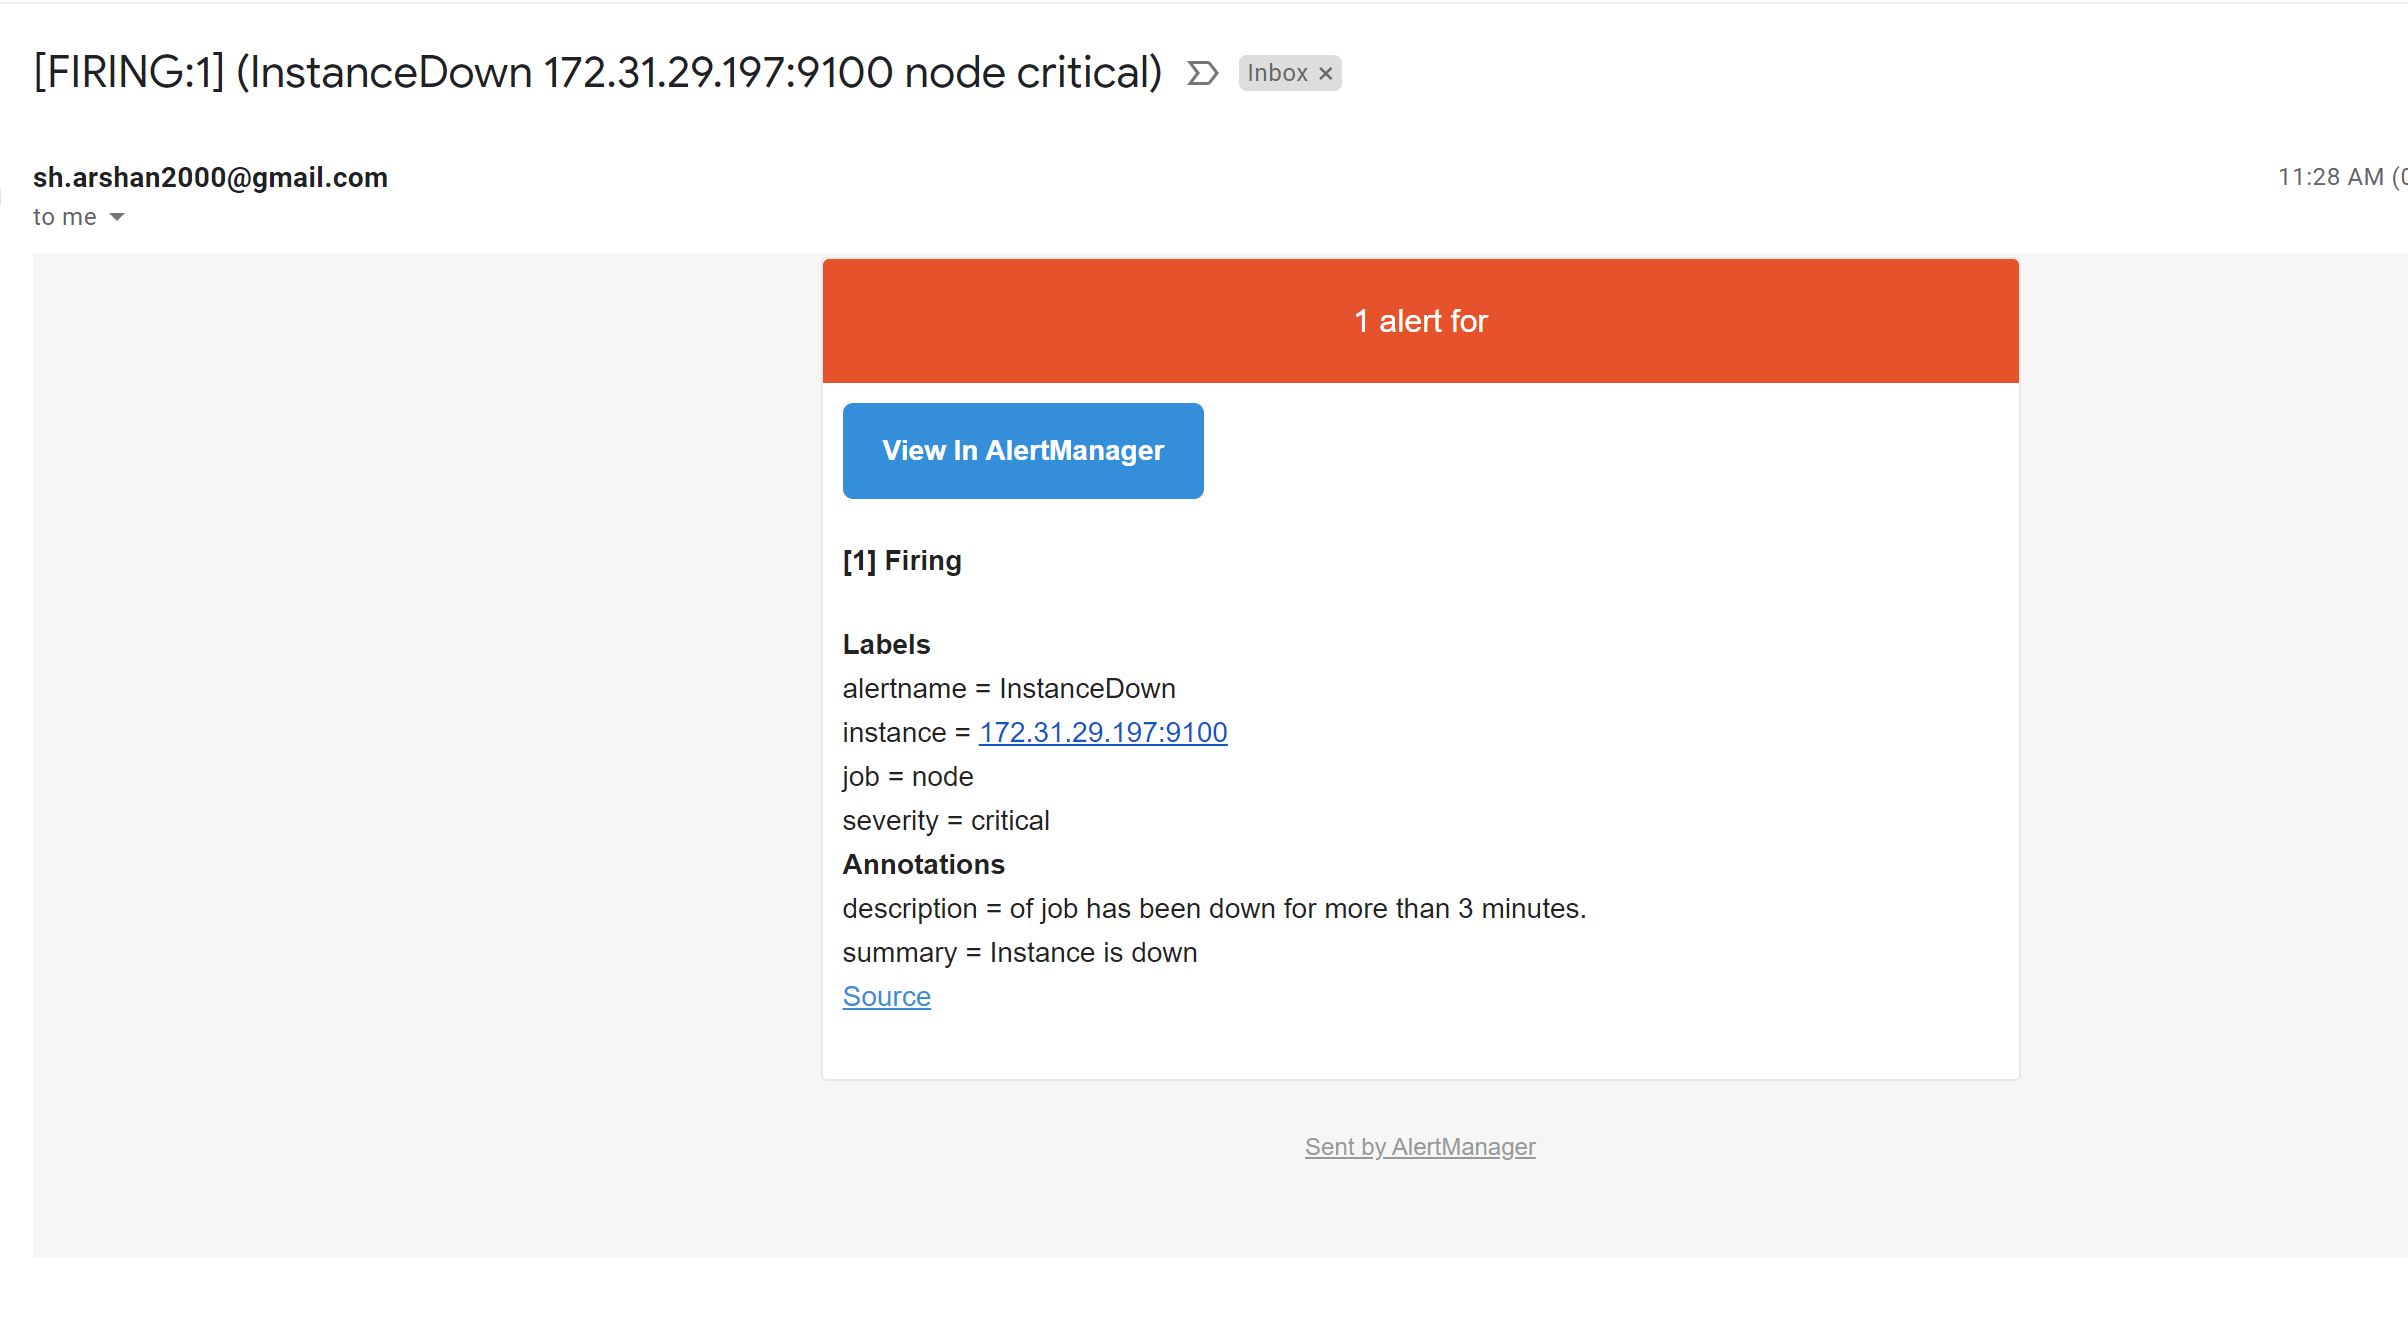 [FIRING:1] (InstanceDown 172.31.29.197:9100 node critical)
Inbox ×
sh.arshan2000@gmail.com
11:28 AM (
to me
1 alert for
View In AlertManager
[1] Firing
Labels
alertname = InstanceDown
instance = 172.31.29.197:9100
job = node
severity = critical
Annotations
description = of job has been down for more than 3 minutes.
summary = Instance is down
Source
Sent by AlertManager